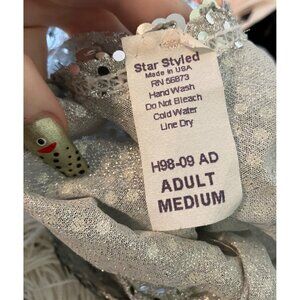 Star Styled
Made in USA
RN 56873
Hand Wash
Do Not Bleach
Cold Water
Line Dry
H98-09 AD
ADULT
MEDIUM